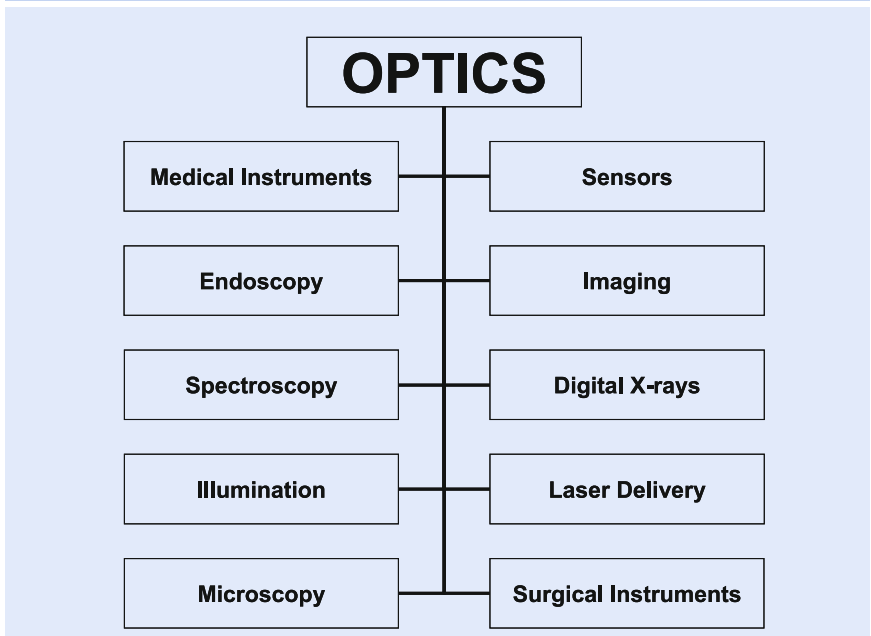 OPTICS
Medical Instruments
Sensors
Endoscopy
Imaging
Spectroscopy
Digital X-rays
Illumination
Laser Delivery
Microscopy
Surgical Instruments